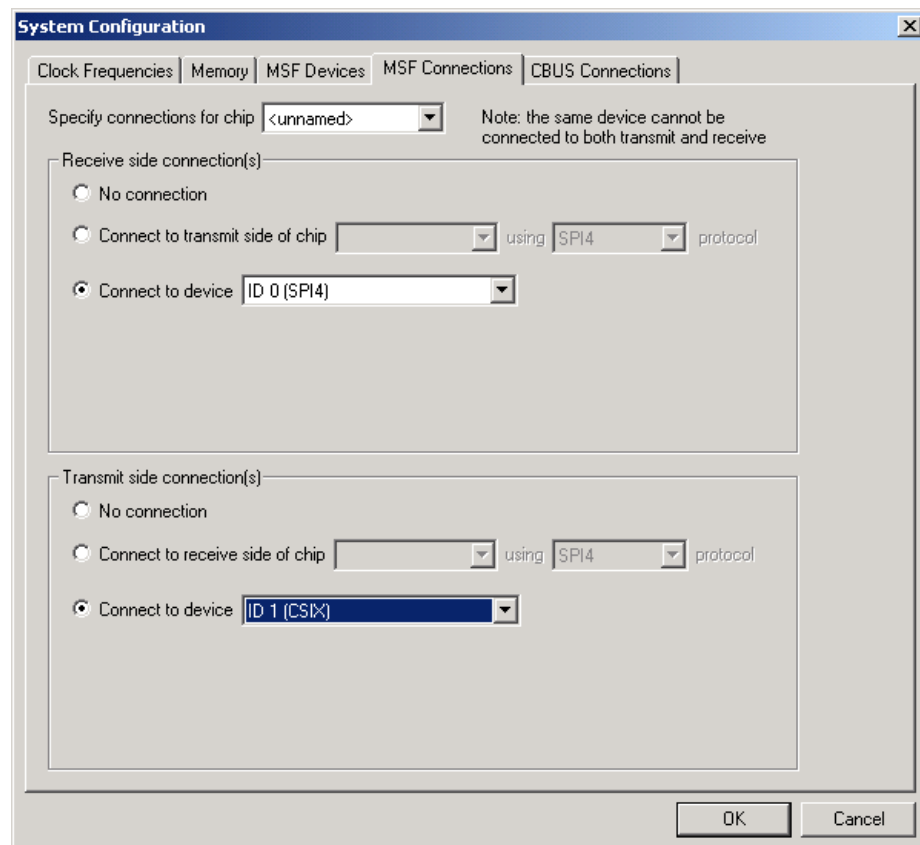 System Configuration
Clock Frequencies Memory MSF Devices MSF Connections CBUS Connections
Specify connections for chip <unnamed> Note: the same device cannot be
connected to both transmit and receive
Receive side connection(s)
No connection
Connect to transmit side of chip using SPI4 protocol
Connect to device ID 0 (SPI4)
Transmit side connection(s)
No connection
Connect to receive side of chip using SPI4 protocol
Connect to device ID 1 (CSIX)
OK Cancel